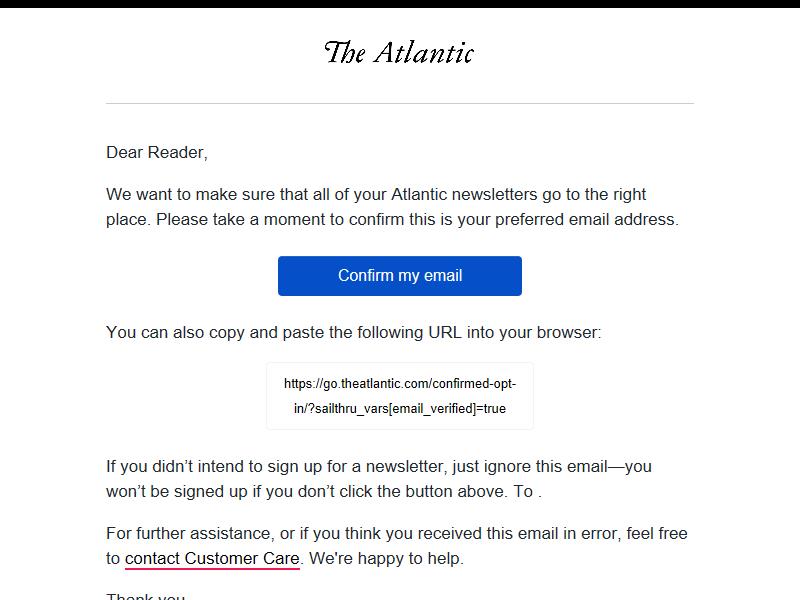 The Atlantic
Dear Reader,
We want to make sure that all of your Atlantic newsletters go to the right
place. Please take a moment to confirm this is your preferred email address.
Confirm my email
You can also copy and paste the following URL into your browser:
https://go.theatlantic.com/confirmed-opt-
in/?sailthru_vars[email_verified]=true
If you didn’t intend to sign up for a newsletter, just ignore this email—you
won’t be signed up if you don’t click the button above. To .
For further assistance, or if you think you received this email in error, feel free
to contact Customer Care. We're happy to help.
Thank you